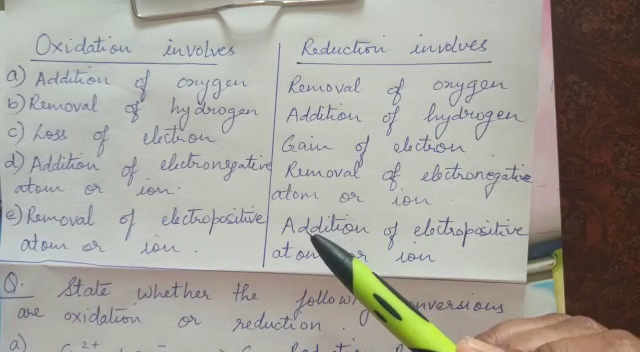 Oxidation involves
a) Addition of oxygen
b) Removal of hydrogen
c) Loss of electron
d) Addition of electronegative
atom or ion.
e) Removal of electropositive
atom or ion.
Reduction involves
Removal of oxygen
Addition of hydrogen
Gain of electron
Removal of electronegative
atom or ion
Addition of electropositive
atom or ion
Q. State whether the
are oxidation or reduction.
a)